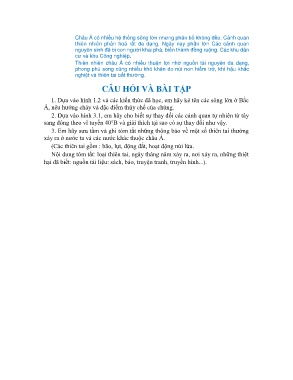 Châu Á có nhiều hệ thống sông lớn nhưng phân bố không đều. Cảnh quan
thiên nhiên phân hoá rất đa dạng. Ngày nay phần lớn các cảnh quan
nguyên sinh đã bị con người khai phá, biến thành đồng ruộng, các khu dân
cư và khu công nghiệp.
Thiên nhiên châu Á có nhiều thuận lợi nhờ nguồn tài nguyên đa dạng,
phong phú song cũng nhiều khó khăn do núi non hiểm trở, khí hậu khắc
nghiệt và thiên tai bất thường.
CÂU HỎI VÀ BÀI TẬP
1. Dựa vào hình 1.2 và các kiến thức đã học, em hãy kể tên các sông lớn ở Bắc
Á, nêu hướng chảy và đặc điểm thủy chế của chúng.
2. Dựa vào hình 3.1, em hãy cho biết sự thay đổi các cảnh quan tự nhiên từ tây
sang đông theo vĩ tuyến 40°B và giải thích tại sao có sự thay đổi như vậy.
3. Em hãy sưu tầm và ghi tóm tắt những thông báo về một số thiên tai thường
xảy ra ở nước ta và các nước khác thuộc châu Á.
(Các thiên tai gồm : bão, lụt, động đất, hoạt động núi lửa.
Nội dung tóm tắt: loại thiên tai, ngày tháng năm xảy ra, nơi xảy ra, những thiệt
hại đã biết; nguồn tài liệu: sách, báo, truyện tranh, truyền hình...).